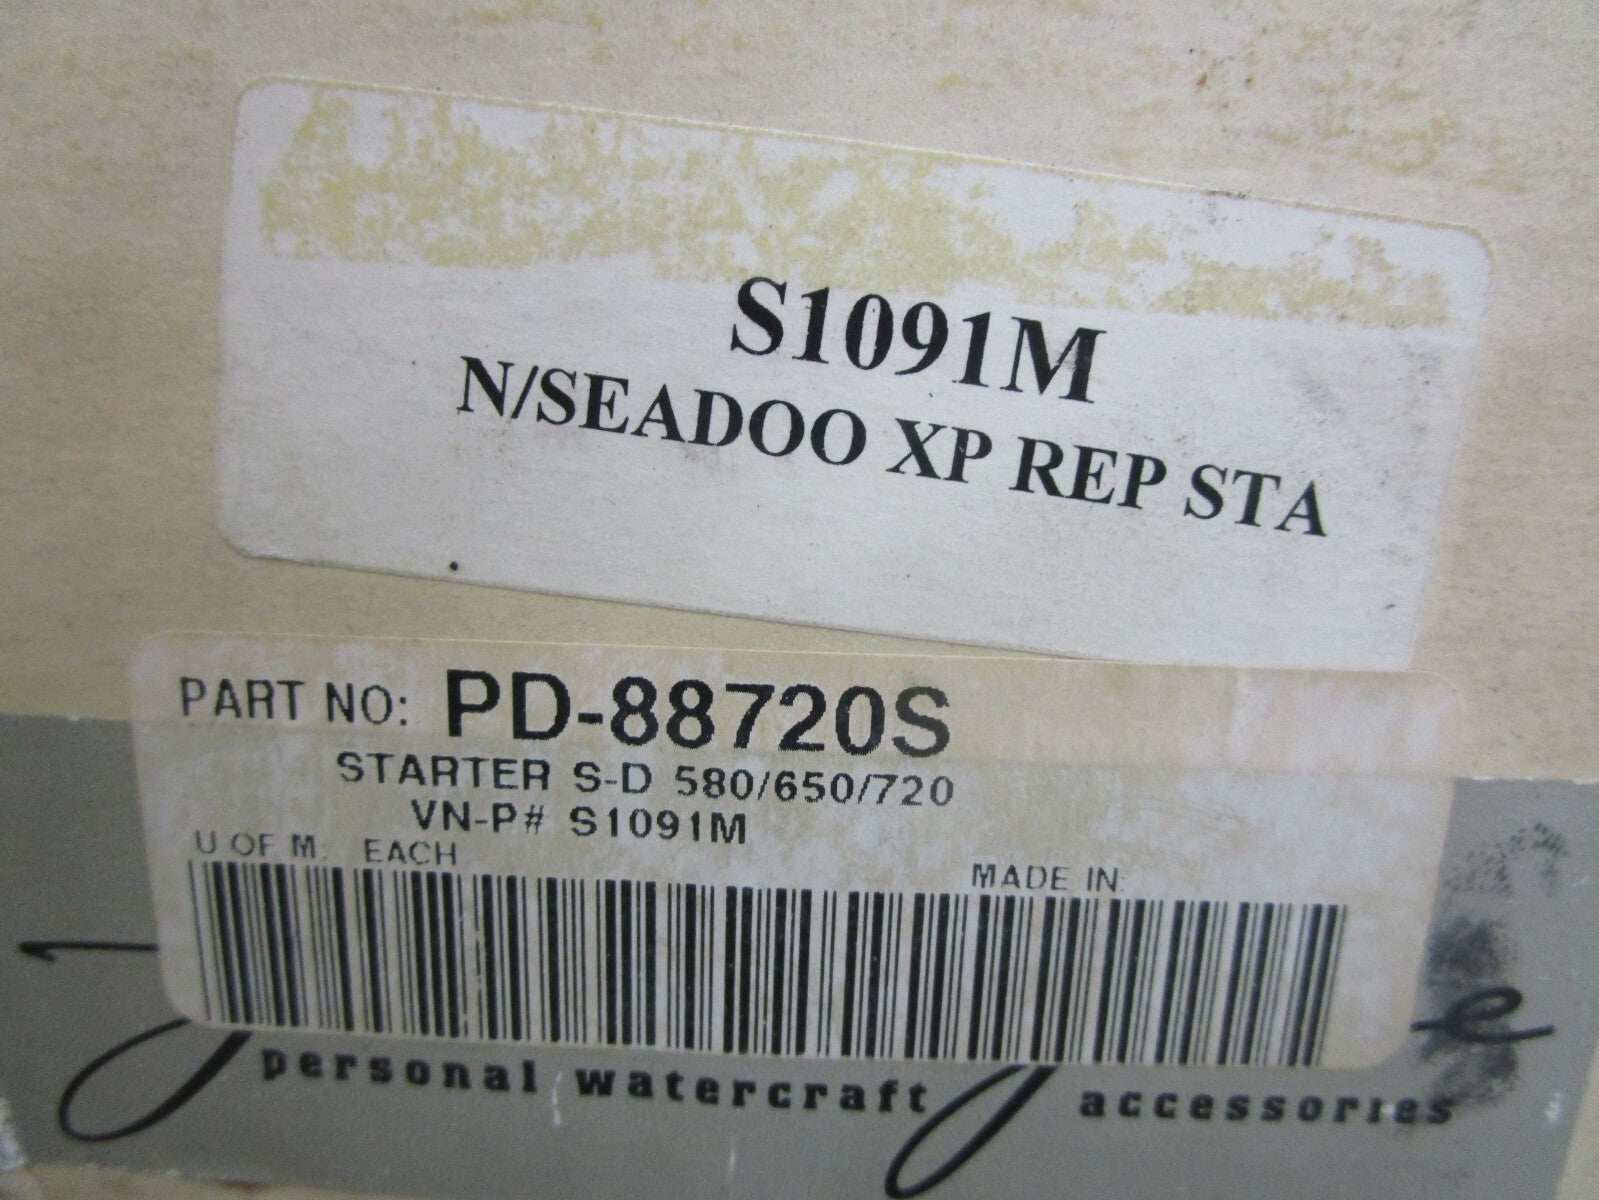 S1091M
N/SEADOO XP REP STA
PART NO: PD-88720S
STARTER S-D 580/650/720
VN-P# S1091M
U OF M: EACH
MADE IN:
personal watercraft accessories